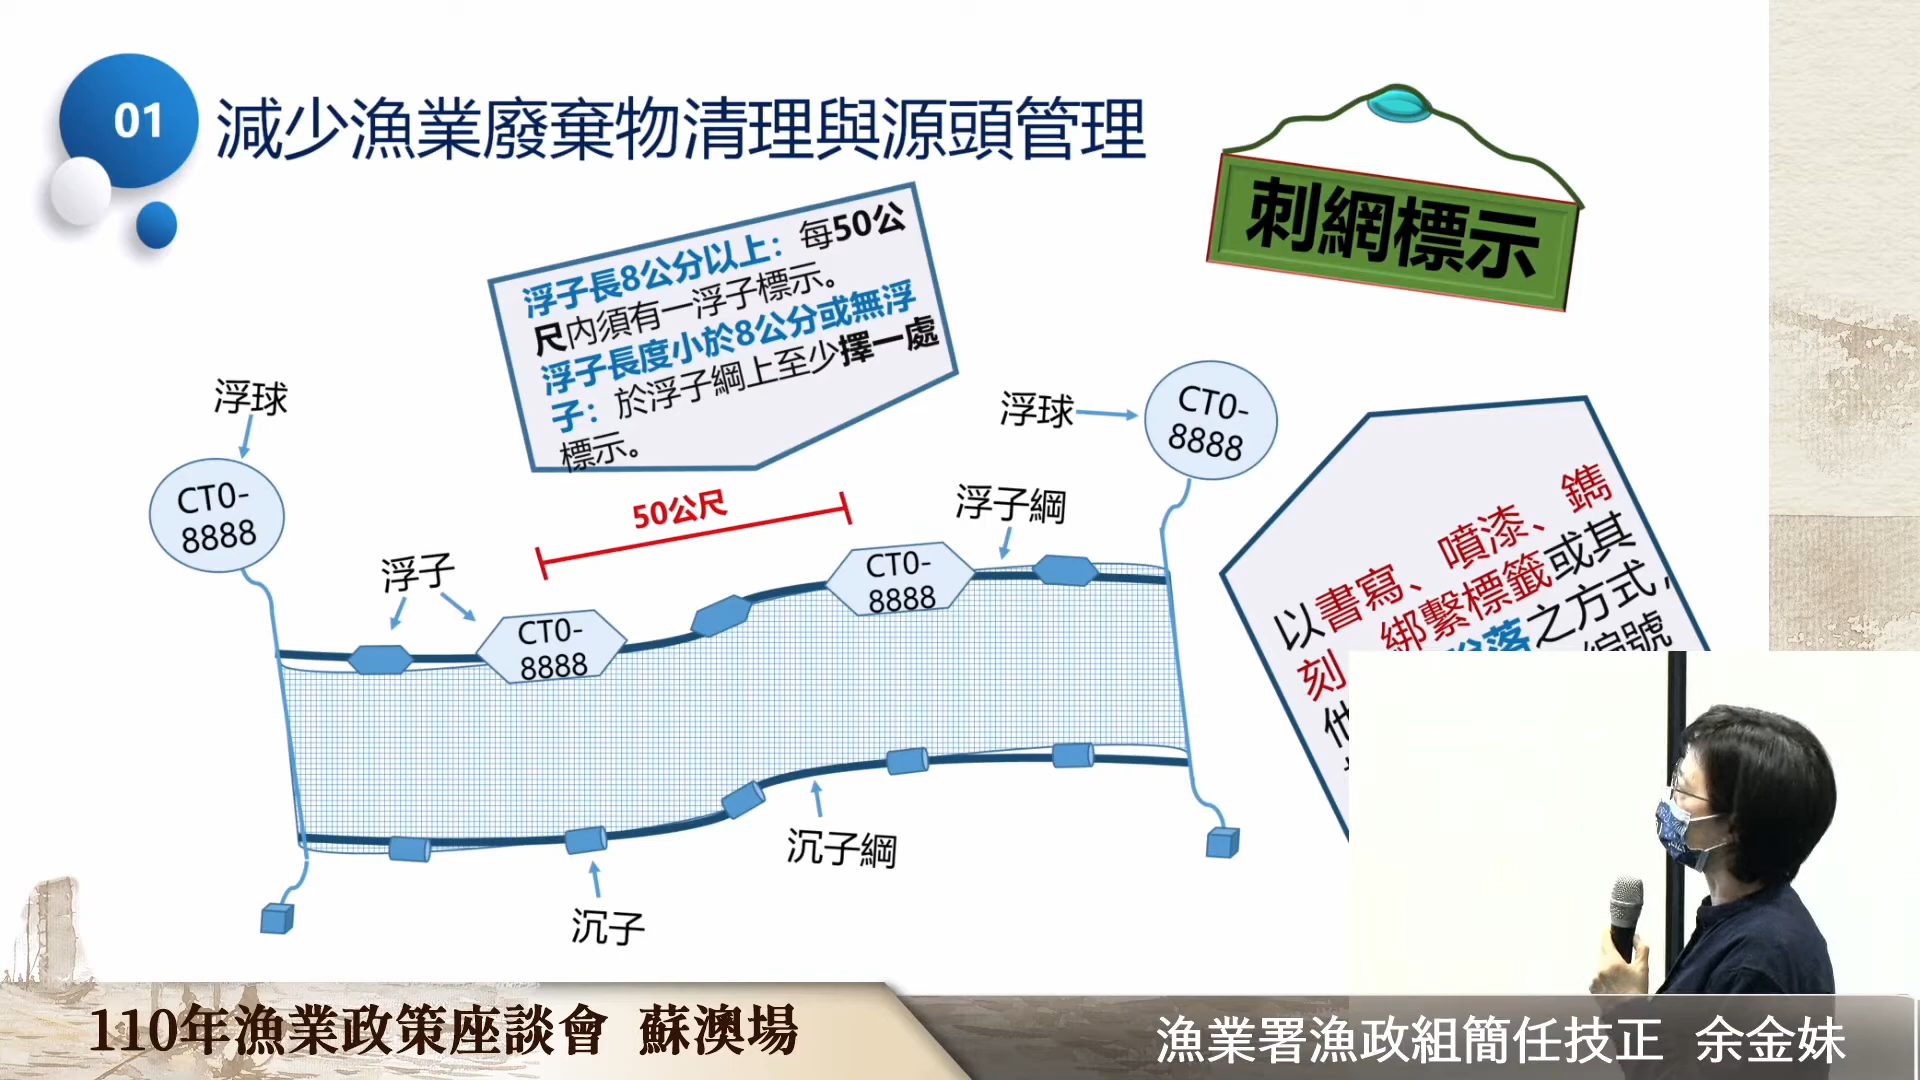 01
減少漁業廢棄物清理與源頭管理
刺網標示
浮子長8公分以上：每50公
尺內須有一浮子標示。
浮子長度小於8公分或無浮
子：於浮子綱上至少擇一處
標示。
浮球
CT0-
8888
浮球
CT0-
8888
50公尺
浮子綱
浮子
CT0-
8888
CT0-
8888
以書寫、噴漆、鐫
刻、綁繫標籤或其
落之方式，
編號
沉子綱
沉子
110年漁業政策座談會 蘇澳場
漁業署漁政組簡任技正 余金妹